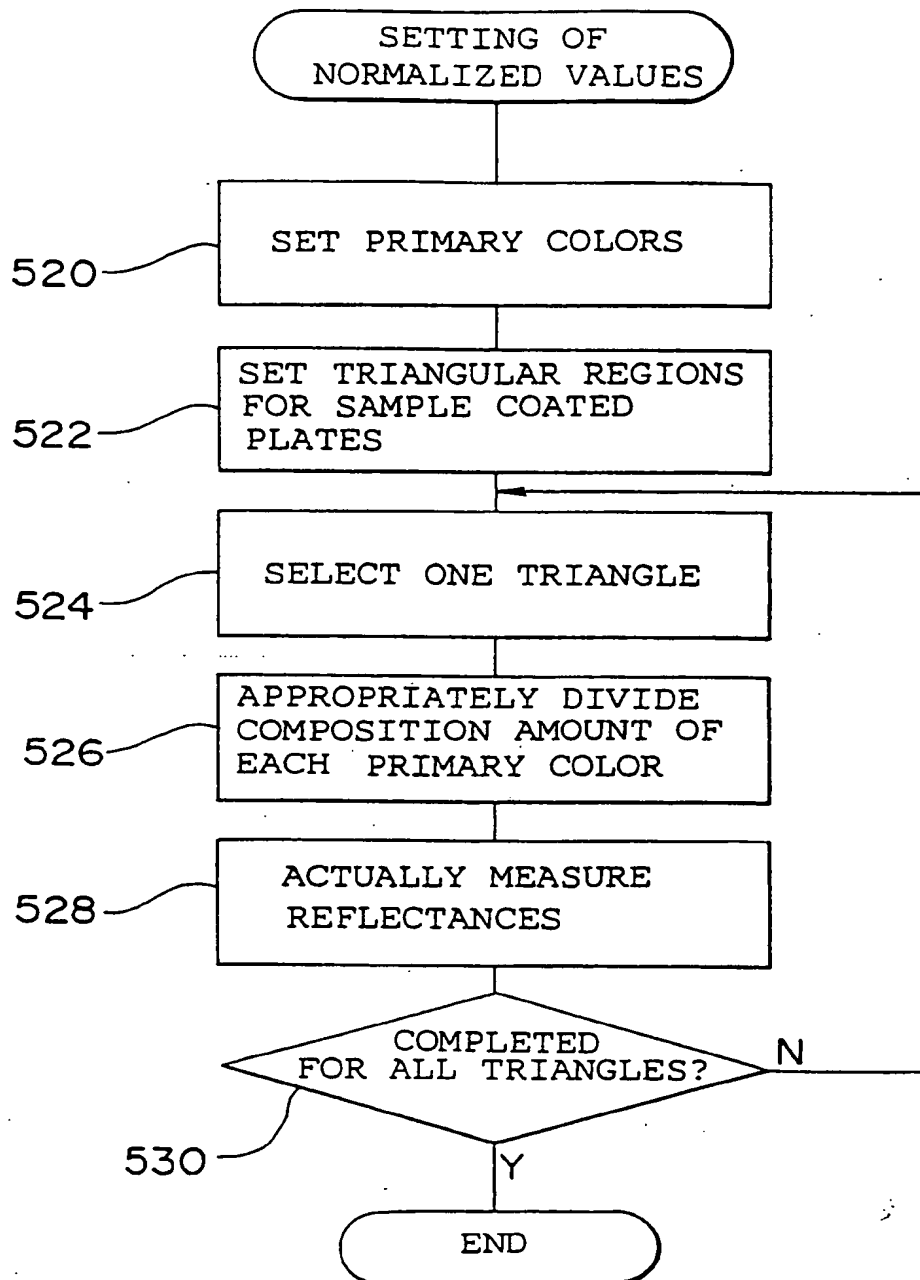 SETTING OF
NORMALIZED VALUES
520
SET PRIMARY COLORS
522
SET TRIANGULAR REGIONS
FOR SAMPLE COATED
PLATES
524
SELECT ONE TRIANGLE
526
APPROPRIATELY DIVIDE
COMPOSITION AMOUNT OF
EACH PRIMARY COLOR
528
ACTUALLY MEASURE
REFLECTANCES
COMPLETED
FOR ALL TRIANGLES?
N
530
Y
END